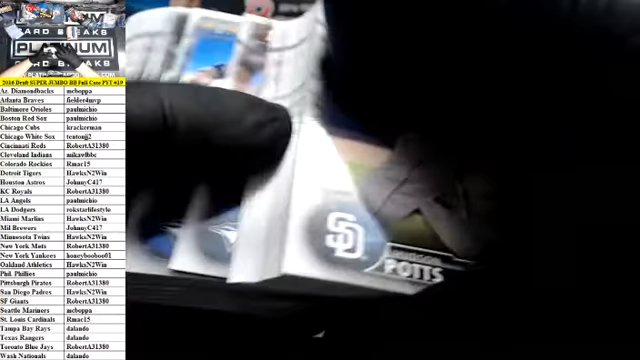 CARD BREAKS
PLATINUM
CARD BREAKS
2016 Draft SUPER JUMBO BB Full Case PYT #19
Az. Diamondbacks mcboppa
Atlanta Braves fielder4mvp
Baltimore Orioles paulmichio
Boston Red Sox paulmichio
Chicago Cubs krackerman
Chicago White Sox tentonjj2
Cincinnati Reds RobertA31380
Cleveland Indians mikawlbbc
Colorado Rockies Rmac15
Detroit Tigers HawksN2Win
Houston Astros JohnnyC417
KC Royals RobertA31380
LA Angels paulmichio
LA Dodgers rokstarlifestyle
Miami Marlins HawksN2Win
Mil Brewers JohnnyC417
Minnesota Twins HawksN2Win
New York Mets RobertA31380
New York Yankees honeybooboo01
Oakland Athletics HawksN2Win
Phil. Phillies paulmichio
Pittsburgh Pirates RobertA31380
San Diego Padres HawksN2Win
SF Giants RobertA31380
Seattle Mariners mcboppa
St. Louis Cardinals Rmac15
Tampa Bay Rays dalando
Texas Rangers dalando
Toronto Blue Jays RobertA31380
Wash Nationals dalando
SD
POTTS